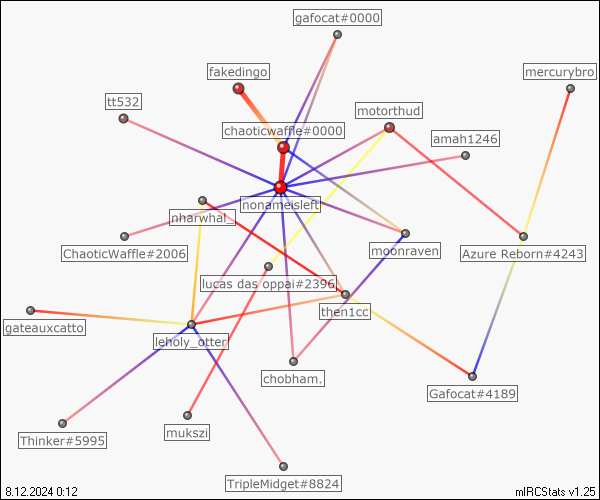 gafocat#0000
fakedingo
mercurybro
tt532
motorthud
chaoticwaffle#0000
amah1246
nonameisleft
nharwhal_
ChaoticWaffle#2006
moonraven
Azure Reborn#4243
lucas das oppai#2396
then1cc
gateauxcatto
leholy_otter
chobham.
Gafocat#4189
Thinker#5995
mukszi
TripleMidget#8824
8.12.2024 0:12
mIRCStats v1.25